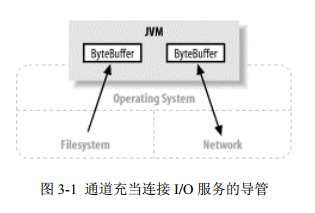 JVM
ByteBuffer ByteBuffer
Operating System
Filesystem Network
图 3-1 通道充当连接 I/O 服务的导管